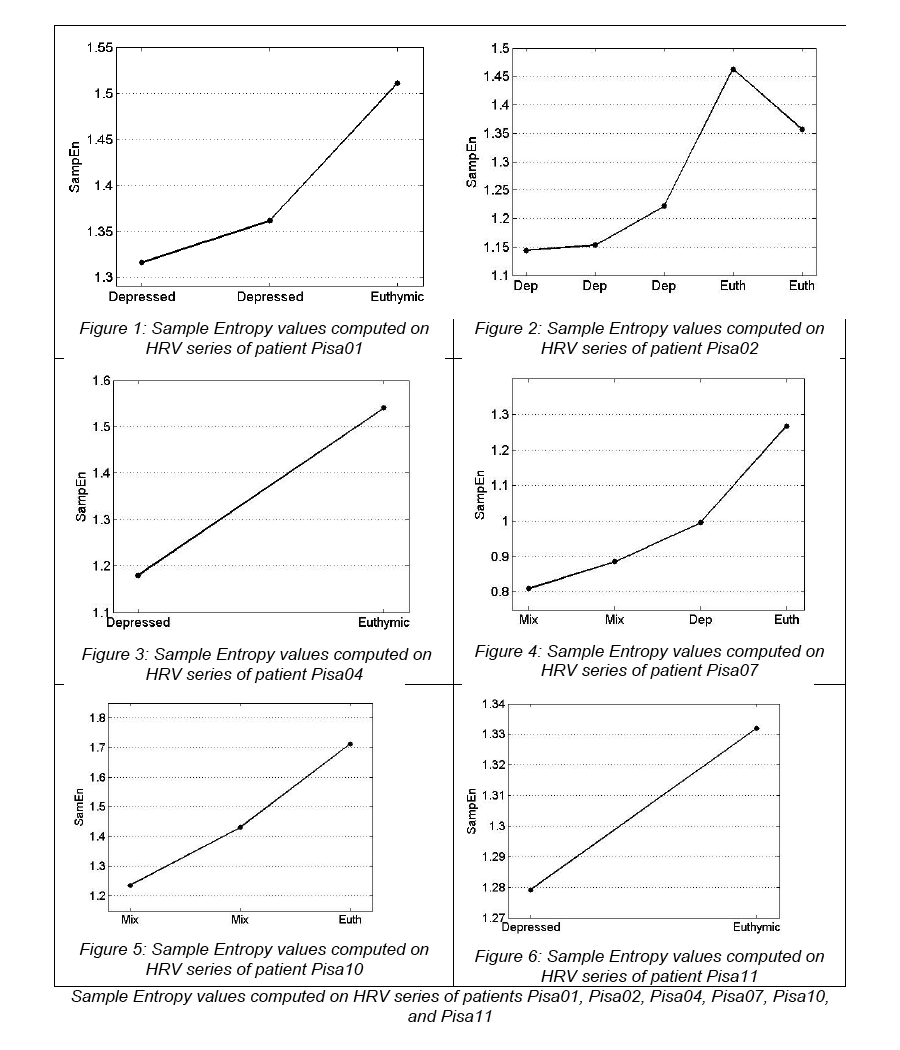 1.55
1.5
1.45
1.4
1.35
1.3
SampEn
Depressed Depressed Euthymic
Figure 1: Sample Entropy values computed on
HRV series of patient Pisa01
1.5
1.45
1.4
1.35
1.3
1.25
1.2
1.15
1.1
SampEn
Dep Dep Dep Euth Euth
Figure 2: Sample Entropy values computed on
HRV series of patient Pisa02
1.6
1.5
1.4
1.3
1.2
1.1
SampEn
Depressed Euthymic
Figure 3: Sample Entropy values computed on
HRV series of patient Pisa04
1.3
1.2
1.1
1
0.9
0.8
SampEn
Mix Mix Dep Euth
Figure 4: Sample Entropy values computed on
HRV series of patient Pisa07
1.8
1.7
1.6
1.5
1.4
1.3
1.2
SamEn
Mix Mix Euth
Figure 5: Sample Entropy values computed on
HRV series of patient Pisa10
1.34
1.33
1.32
1.31
1.3
1.29
1.28
1.27
SampEn
Depressed Euthymic
Figure 6: Sample Entropy values computed on
HRV series of patient Pisa11
Sample Entropy values computed on HRV series of patients Pisa01, Pisa02, Pisa04, Pisa07, Pisa10,
and Pisa11